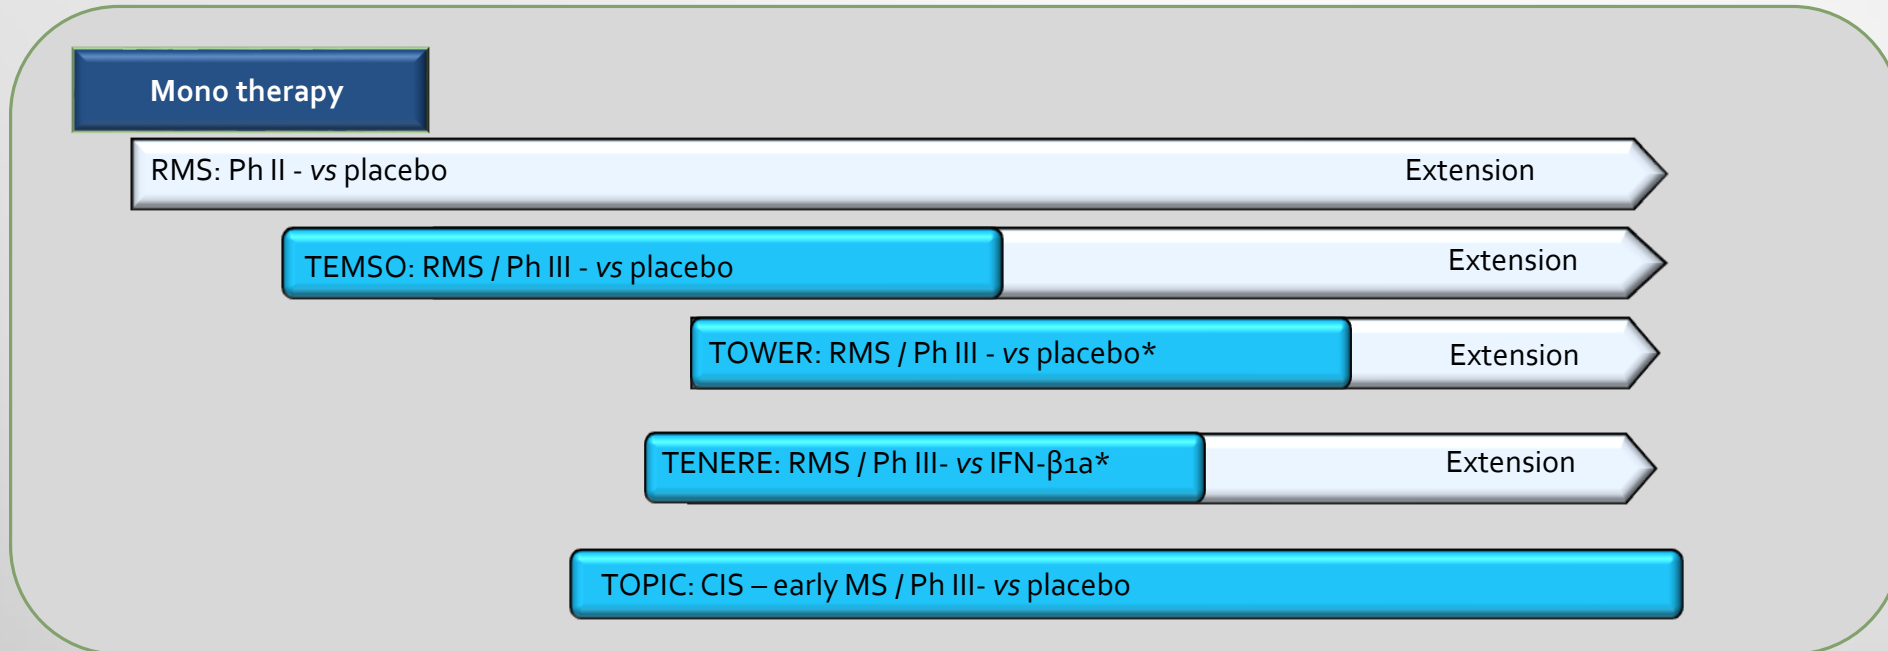 Mono therapy
RMS: Ph II - vs placebo Extension
TEMSO: RMS / Ph III - vs placebo Extension
TOWER: RMS / Ph III - vs placebo* Extension
TENERE: RMS / Ph III- vs IFN-β1a* Extension
TOPIC: CIS – early MS / Ph III- vs placebo